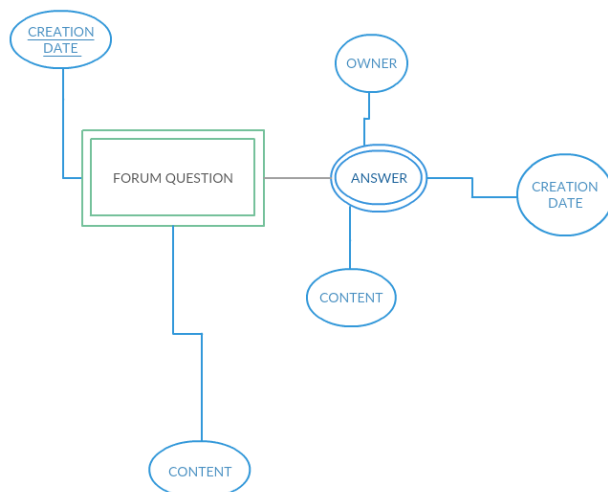 CREATION
DATE
OWNER
FORUM QUESTION
ANSWER
CREATION
DATE
CONTENT
CONTENT